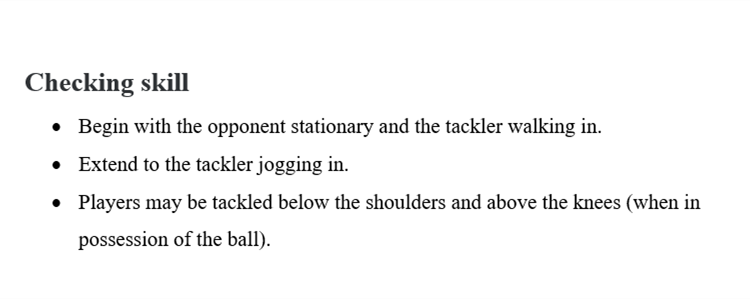 Checking skill
• Begin with the opponent stationary and the tackler walking in.
• Extend to the tackler jogging in.
• Players may be tackled below the shoulders and above the knees (when in
possession of the ball).